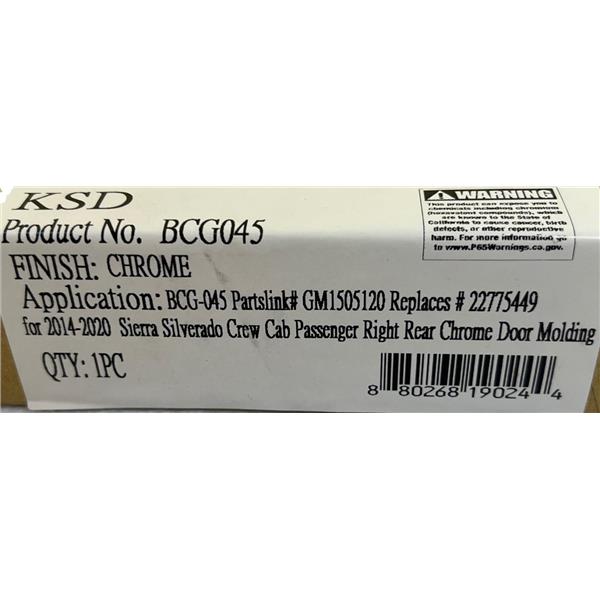 KSD
Product No. BCG045
FINISH: CHROME
Application: BCG-045 Partslink# GM1505120 Replaces # 22775449
for 2014-2020 Sierra Silverado Crew Cab Passenger Right Rear Chrome Door Molding
QTY: 1PC
8 80268 19024 4
WARNING
This product can expose you to
chemicals including chromium
(hexavalent compounds), which
are known to the State of
California to cause cancer, birth
defects, or other reproductive
harm. For more information go
to www.P65Warnings.ca.gov.